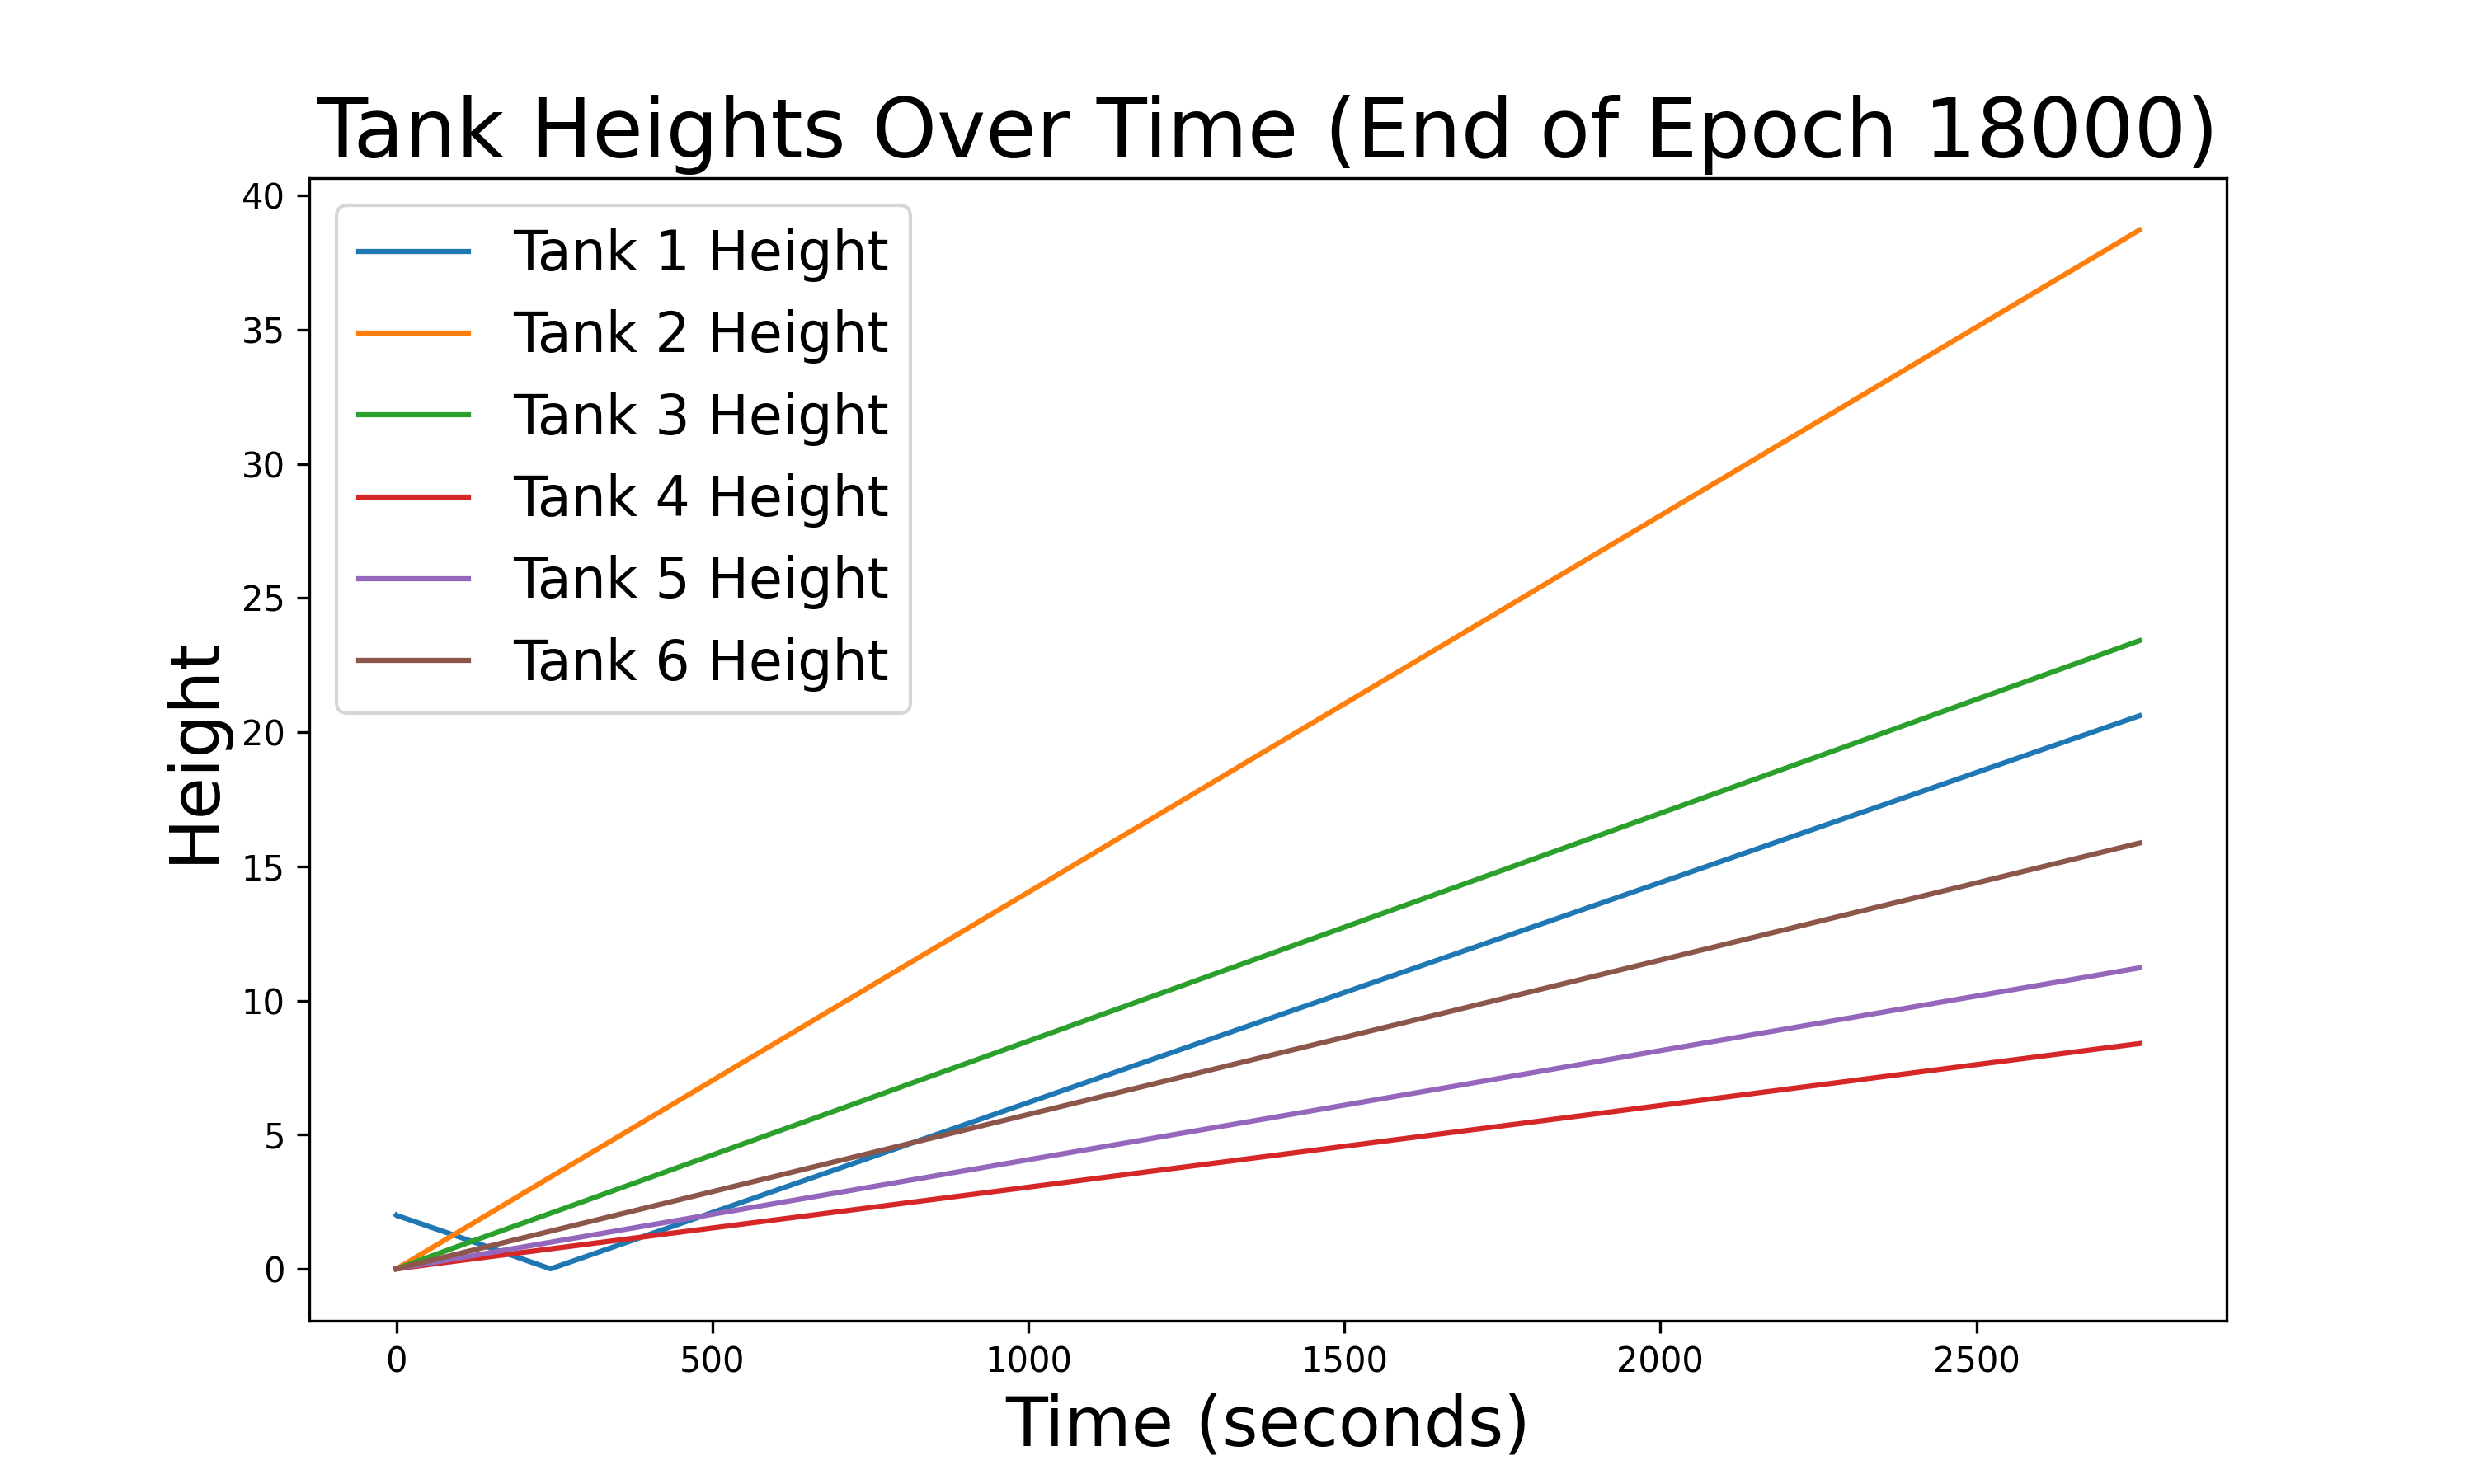 Tank Heights Over Time (End of Epoch 18000)
40
35
30
25
20
15
10
5
0
Height
Tank 1 Height
Tank 2 Height
Tank 3 Height
Tank 4 Height
Tank 5 Height
Tank 6 Height
0
500
1000
1500
2000
2500
Time (seconds)